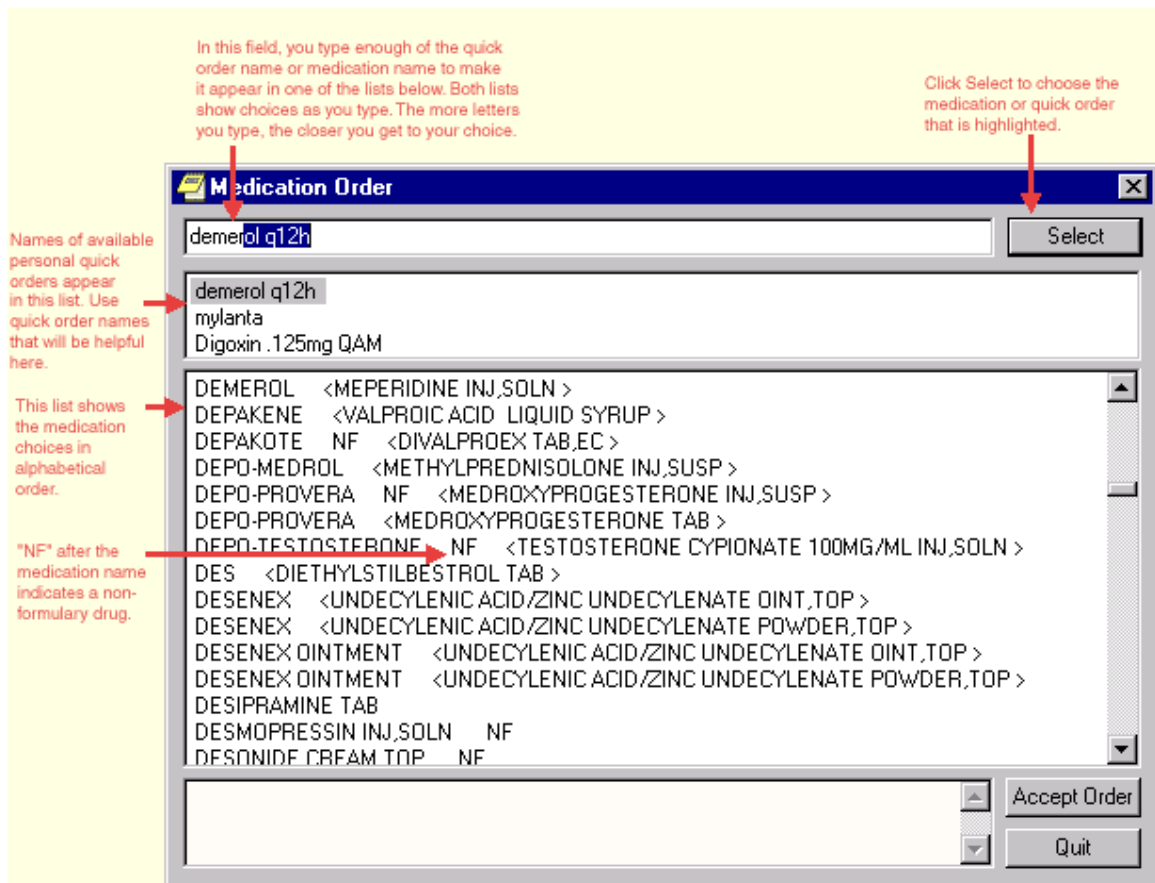 In this field, you type enough of the quick
order name or medication name to make
it appear in one of the lists below. Both lists
show choices as you type. The more letters
you type, the closer you get to your choice.
Click Select to choose the
medication or quick order
that is highlighted.
Medication Order
demerol q12h
Select
Names of available
personal quick
orders appear
in this list. Use
quick order names
that will be helpful
here.
demerol q12h
mylanta
Digoxin .125mg QAM
This list shows
the medication
choices in
alphabetical
order.
"NF" after the
medication name
indicates a non-
formulary drug.
DEMEROL <MEPERIDINE INJ,SOLN >
DEPAKENE <VALPROIC ACID LIQUID SYRUP >
DEPAKOTE NF <DIVALPROEX TAB,EC >
DEPO-MEDROL <METHYLPREDNISOLONE INJ,SUSP >
DEPO-PROVERA NF <MEDROXYPROGESTERONE INJ,SUSP >
DEPO-PROVERA <MEDROXYPROGESTERONE TAB >
DEPO-TESTOSTERONE NF <TESTOSTERONE CYPIONATE 100MG/ML INJ,SOLN >
DES <DIETHYLSTILBESTROL TAB >
DESENEX <UNDECYLENIC ACID/ZINC UNDECYLENATE OINT,TOP >
DESENEX <UNDECYLENIC ACID/ZINC UNDECYLENATE POWDER,TOP >
DESENEX OINTMENT <UNDECYLENIC ACID/ZINC UNDECYLENATE OINT,TOP >
DESENEX OINTMENT <UNDECYLENIC ACID/ZINC UNDECYLENATE POWDER,TOP >
DESIPRAMINE TAB
DESMOPRESSIN INJ,SOLN NF
DESONIDE CREAM TOP NF
Accept Order
Quit